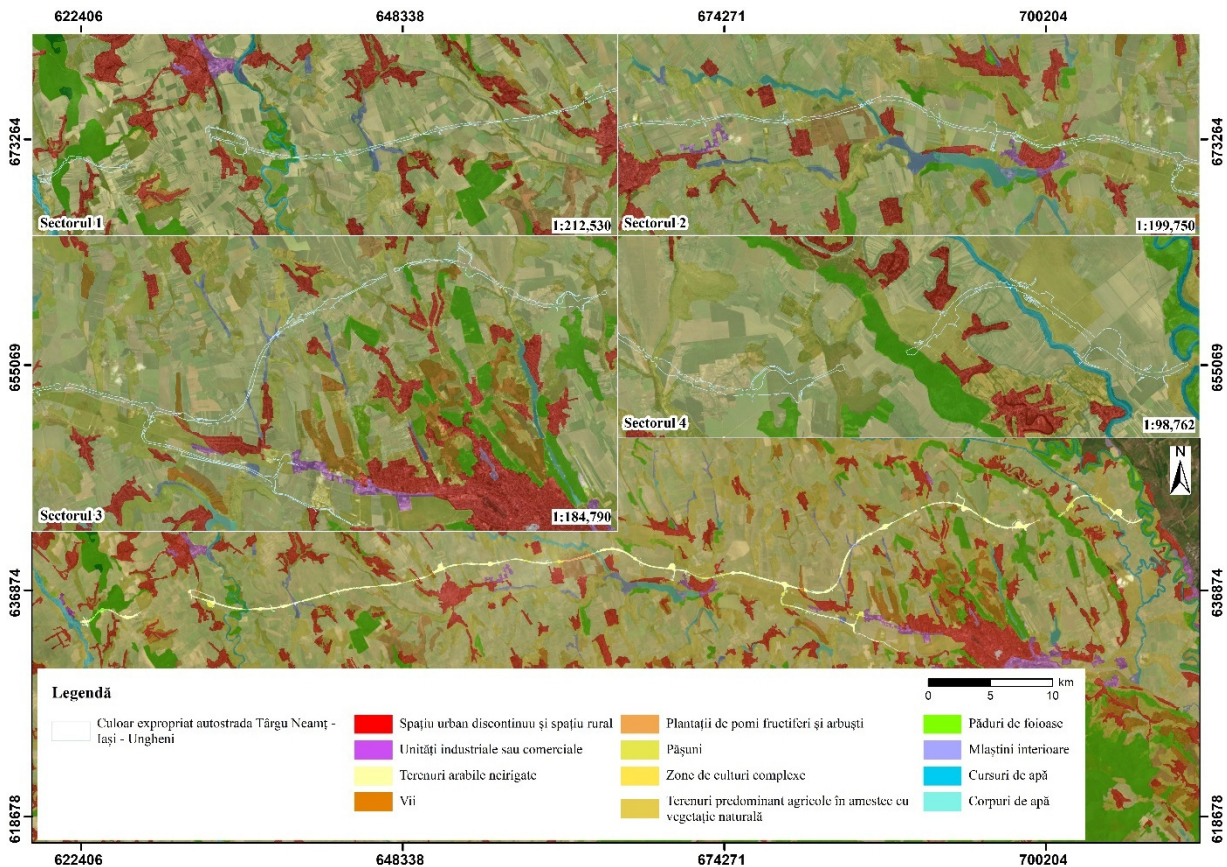 622406 648338 674271 700204
673264
673264
Sectorul 1
1:212,530
Sectorul 2
1:199,750
655069
655069
Sectorul 3
1:184,790
Sectorul 4
1:98,762
N
636874
636874
Legendă
km
0 5 10
Culoar expropriat autostrada Târgu Neamț -
Iași - Ungheni
Spațiu urban discontinuu și spațiu rural
Unități industriale sau comerciale
Terenuri arabile neirigate
Vii
Plantații de pomi fructiferi și arbuști
Pășuni
Zone de culturi complexe
Terenuri predominant agricole în amestec cu
vegetație naturală
Păduri de foioase
Mlaștini interioare
Cursuri de apă
Corpuri de apă
618678
618678
622406 648338 674271 700204